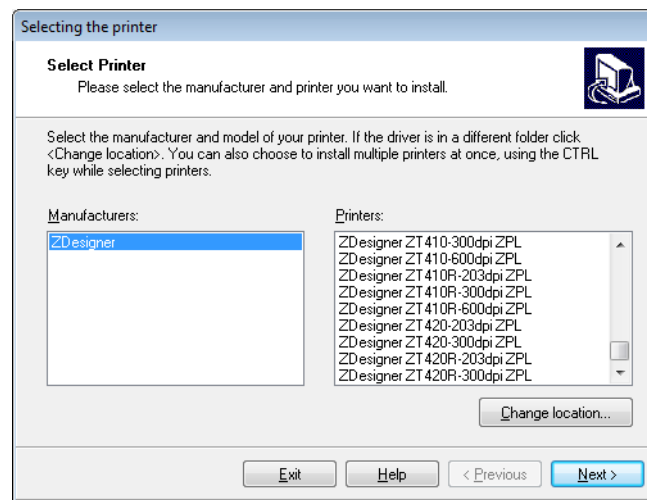 Selecting the printer
Select Printer
Please select the manufacturer and printer you want to install.
Select the manufacturer and model of your printer. If the driver is in a different folder click
<Change location>. You can also choose to install multiple printers at once, using the CTRL
key while selecting printers.
Manufacturers:
ZDesigner
Printers:
ZDesigner ZT410-300dpi ZPL
ZDesigner ZT410-600dpi ZPL
ZDesigner ZT410R-203dpi ZPL
ZDesigner ZT410R-300dpi ZPL
ZDesigner ZT410R-600dpi ZPL
ZDesigner ZT420-203dpi ZPL
ZDesigner ZT420-300dpi ZPL
ZDesigner ZT420R-203dpi ZPL
ZDesigner ZT420R-300dpi ZPL
Change location...
Exit
Help
< Previous
Next >